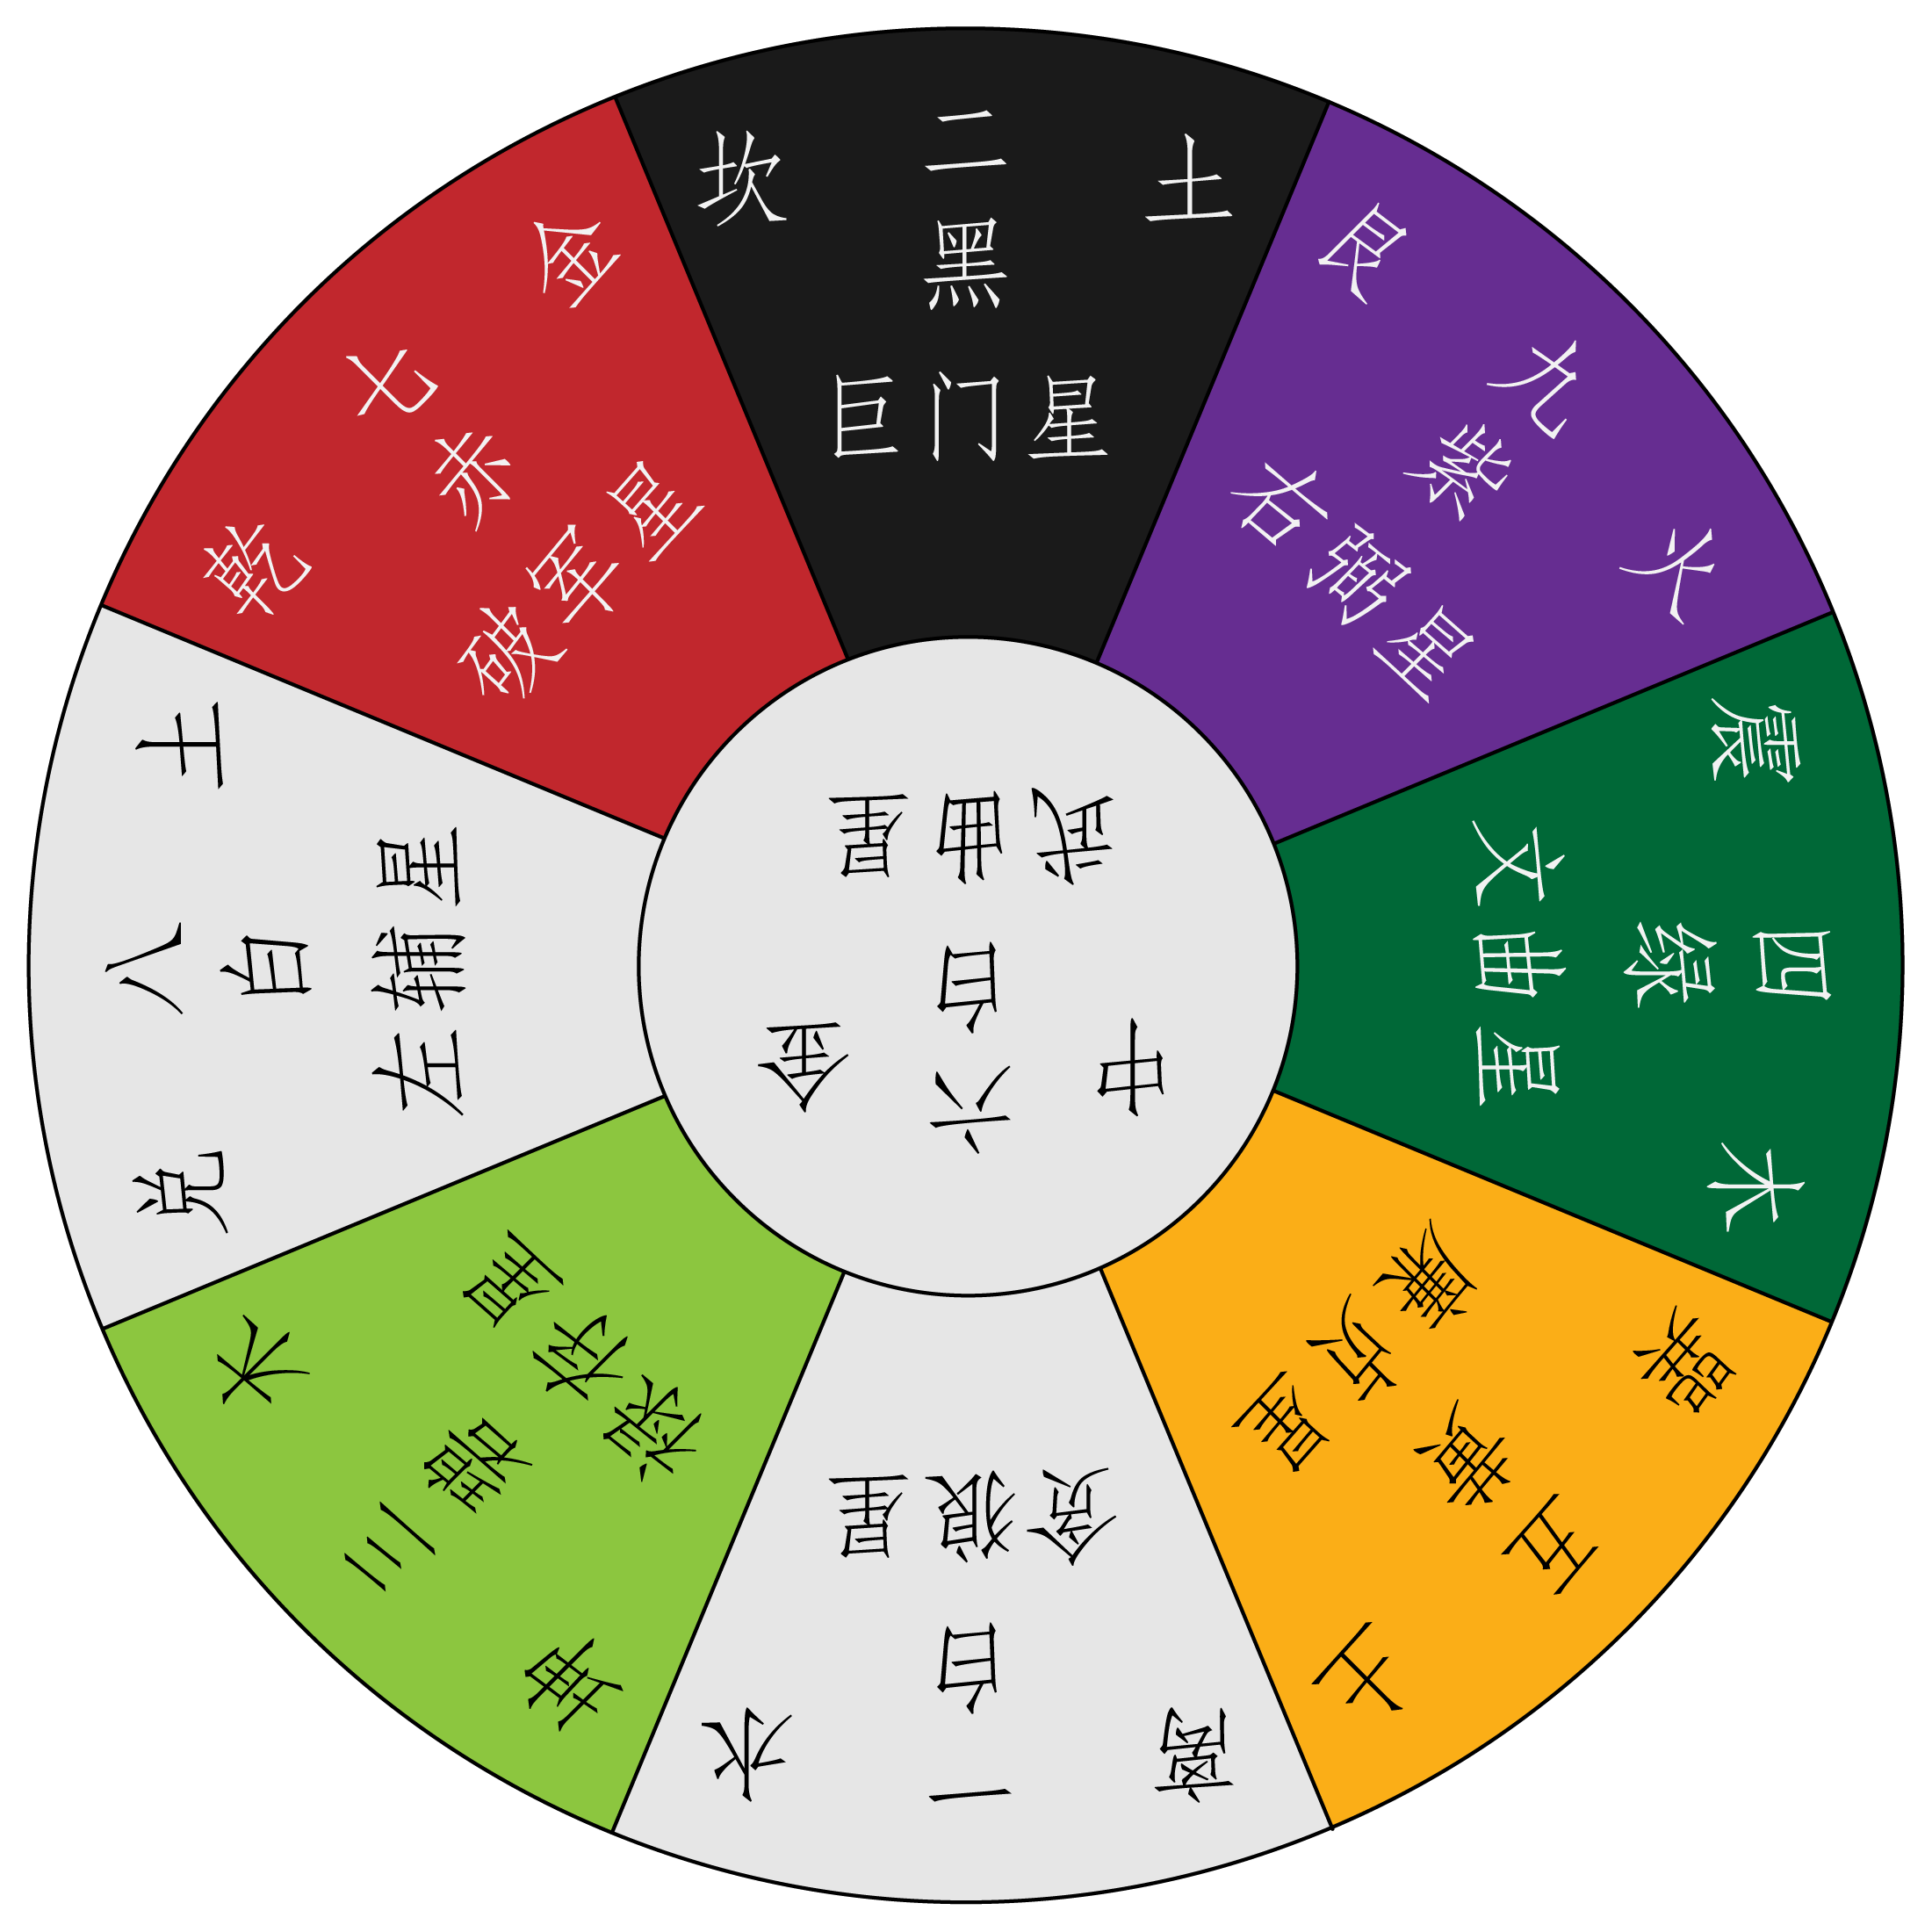 坎 二 土
黑
巨门星
艮 九 火
紫
右弼星
震 四 木
绿
文曲星
巽 五 土
黄
廉贞星
离 一 水
白
贪狼星
坤 三 木
碧
禄存星
兑 八 土
白
左辅星
乾 七 金
赤
破军星
中 六 金
白
武曲星